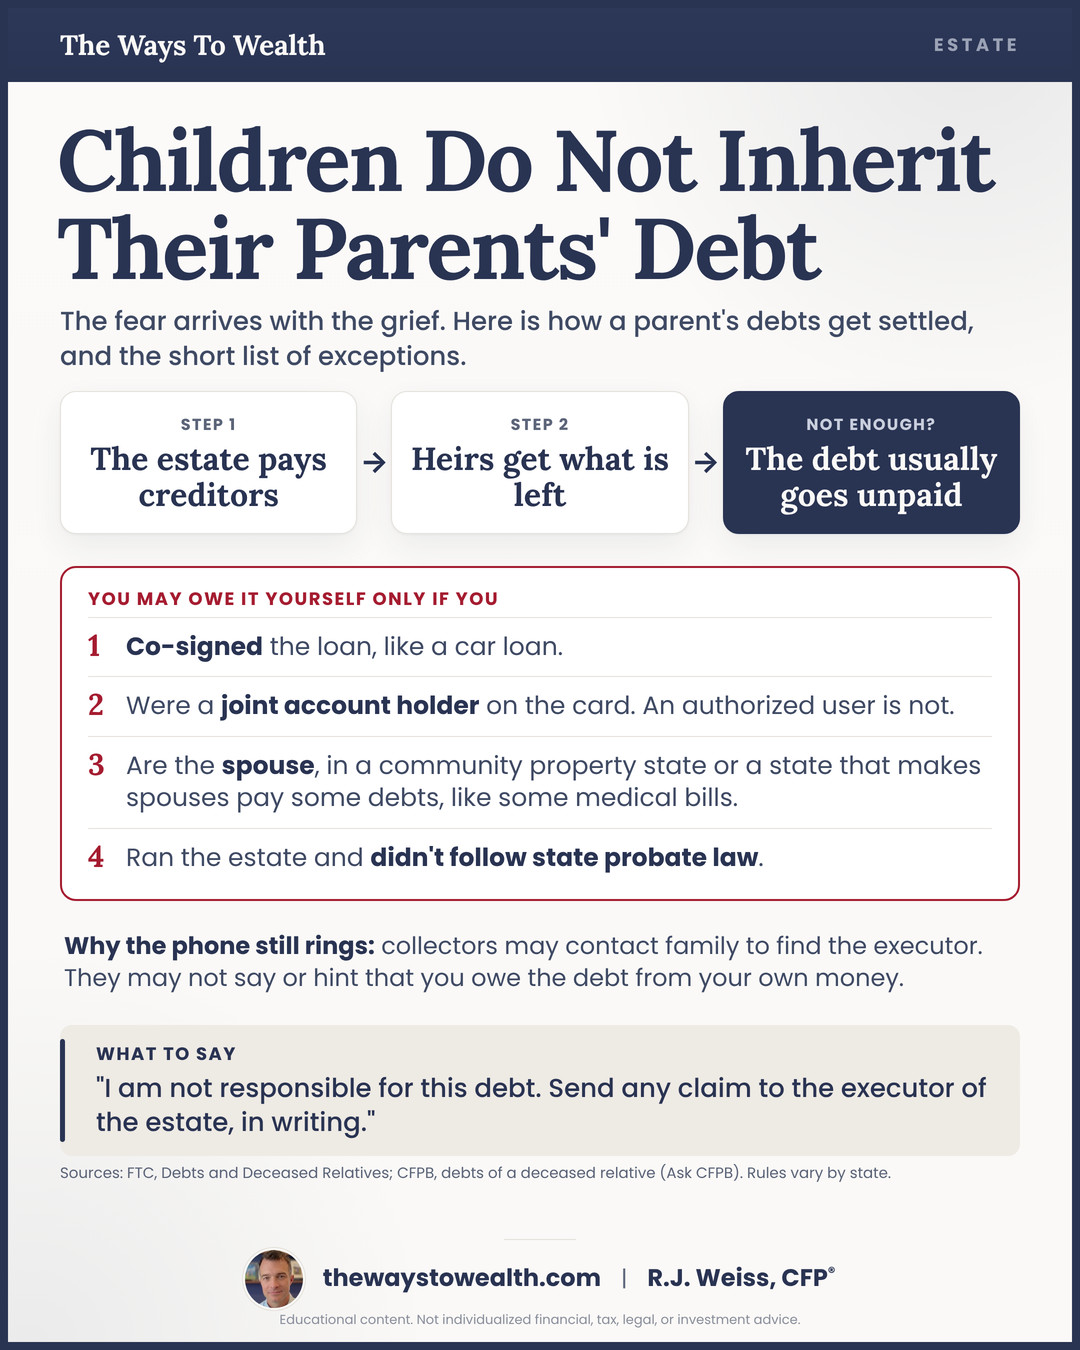 The Ways To Wealth
ESTATE
Children Do Not Inherit
Their Parents' Debt
The fear arrives with the grief. Here is how a parent's debts get settled,
and the short list of exceptions.
STEP 1
The estate pays
creditors
→
STEP 2
Heirs get what is
left
→
NOT ENOUGH?
The debt usually
goes unpaid
YOU MAY OWE IT YOURSELF ONLY IF YOU
1 Co-signed the loan, like a car loan.
2 Were a joint account holder on the card. An authorized user is not.
3 Are the spouse, in a community property state or a state that makes
spouses pay some debts, like some medical bills.
4 Ran the estate and didn't follow state probate law.
Why the phone still rings: collectors may contact family to find the executor.
They may not say or hint that you owe the debt from your own money.
WHAT TO SAY
"I am not responsible for this debt. Send any claim to the executor of
the estate, in writing."
Sources: FTC, Debts and Deceased Relatives; CFPB, debts of a deceased relative (Ask CFPB). Rules vary by state.
thewaystowealth.com | R.J. Weiss, CFP®
Educational content. Not individualized financial, tax, legal, or investment advice.